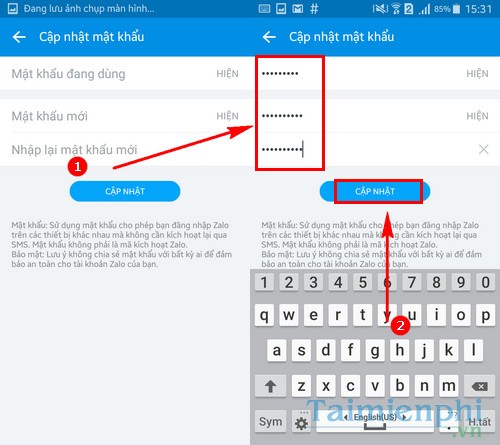 Đang lưu ảnh chụp màn hình...
Cập nhật mật khẩu
Mật khẩu đang dùng HIỆN
Mật khẩu mới HIỆN
Nhập lại mật khẩu mới
1
CẬP NHẬT
Mật khẩu: Sử dụng mật khẩu cho phép bạn đăng nhập Zalo
trên các thiết bị khác nhau mà không cần kích hoạt lại qua
SMS. Mật khẩu không phải là mã kích hoạt Zalo.
Bảo mật: Lưu ý không chia sẻ mật khẩu với bất kỳ ai để đảm
bảo an toàn cho tài khoản Zalo của bạn.
# 85% 15:31
Cập nhật mật khẩu
••••••••• HIỆN
•••••••••• HIỆN
••••••••••
CẬP NHẬT
Mật khẩu: Sử dụng mật khẩu cho phép bạn đăng nhập Zalo
trên các thiết bị khác nhau mà không cần kích hoạt lại qua
SMS. Mật khẩu không phải là mã kích hoạt Zalo.
Bảo mật: Lưu ý không chia sẻ mật khẩu với bất kỳ ai để đảm
bảo an toàn cho tài khoản Zalo của bạn.
2
1 2 3 4 5 6 7 8 9 0
q w e r t y u i o p
a s d f g h j k l
z x c v b n m
Sym English(US) H.tất
Taimienphi
.vn